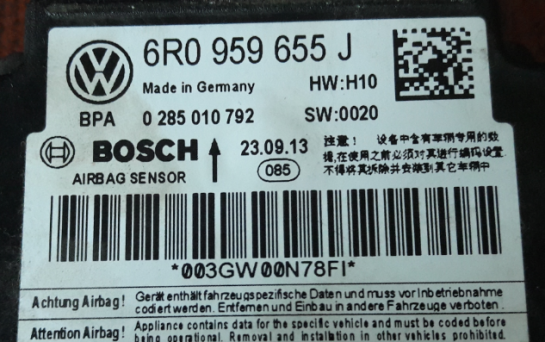 6R0 959 655 J
Made in Germany HW:H10
BPA 0 285 010 792 SW:0020
BOSCH 23.09.13
AIRBAG SENSOR 085
注意: 设备中含有车辆专用的数
据,在使用之前必须对其进行编码设置.
不得将其拆除并安装到其它车辆中
*003GW00N78FI*
Achtung Airbag! Gerät enthält fahrzeugspezifische Daten und muss vor Inbetriebnahme
codiert werden. Entfernen und Einbau in andere Fahrzeuge verboten.
Attention Airbag! Appliance contains data for the specific vehicle and must be coded before
being operational. Removal and installation in other vehicles prohibited.